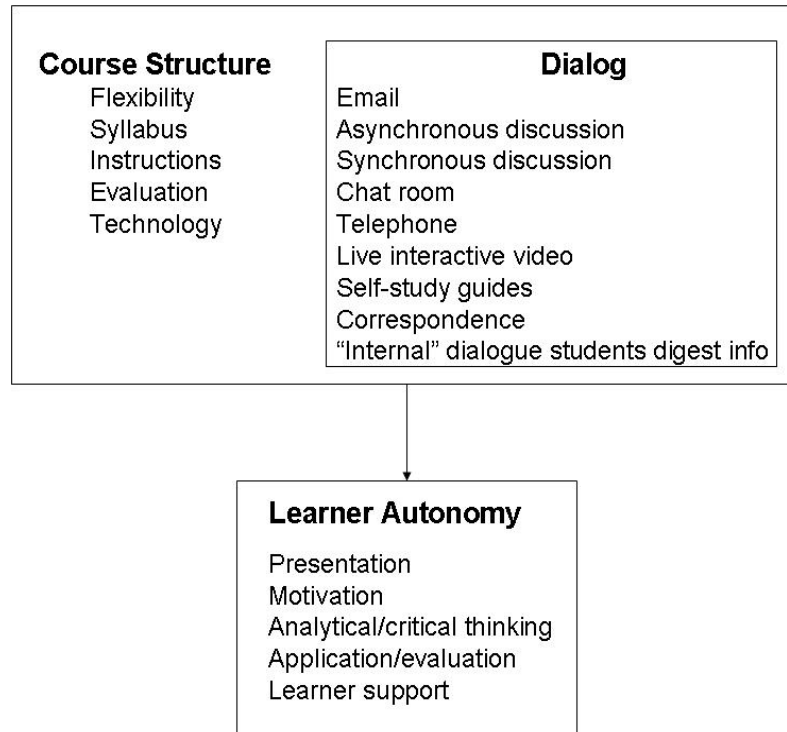 Course Structure
Flexibility
Syllabus
Instructions
Evaluation
Technology
Dialog
Email
Asynchronous discussion
Synchronous discussion
Chat room
Telephone
Live interactive video
Self-study guides
Correspondence
“Internal” dialogue students digest info
Learner Autonomy
Presentation
Motivation
Analytical/critical thinking
Application/evaluation
Learner support